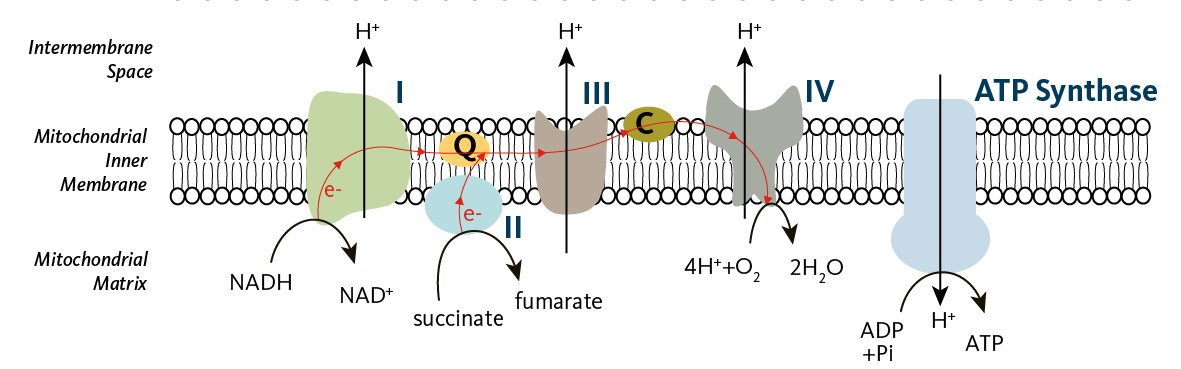 H⁺
H⁺
H⁺
Intermembrane
Space
I
III
IV
ATP Synthase
C
Mitochondrial
Inner
Membrane
Q
e-
e-
II
Mitochondrial
Matrix
NADH
NAD⁺
succinate
fumarate
4H⁺+O₂
2H₂O
ADP
+Pi
H⁺
ATP